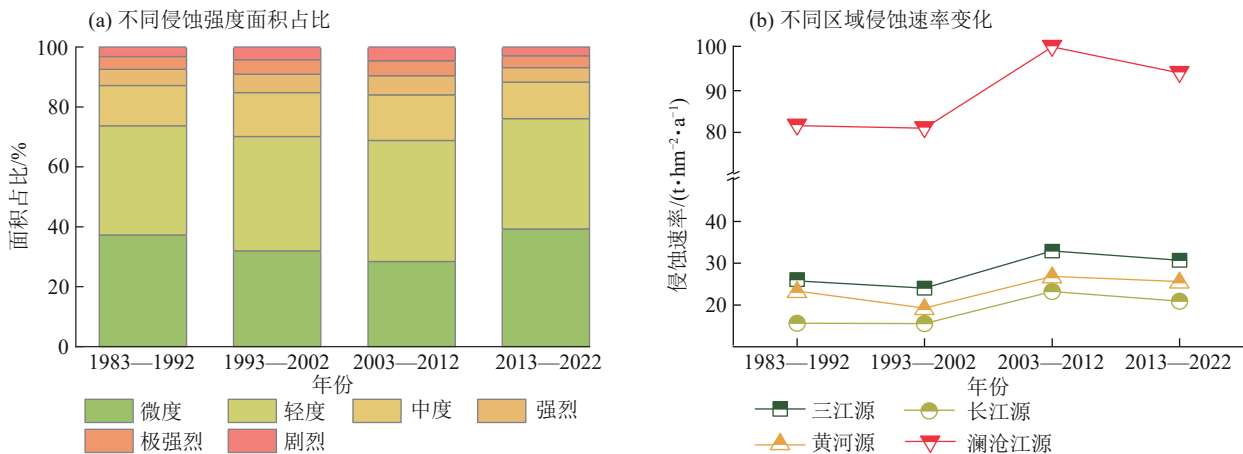 (a) 不同侵蚀强度面积占比
100
80
60
40
20
0
面积占比/%
1983—1992 1993—2002 2003—2012 2013—2022
年份
微度 轻度 中度 强烈
极强烈 剧烈
(b) 不同区域侵蚀速率变化
100
90
80
40
30
20
侵蚀速率/(t•hm⁻²•a⁻¹)
1983—1992 1993—2002 2003—2012 2013—2022
年份
三江源 长江源
黄河源 澜沧江源